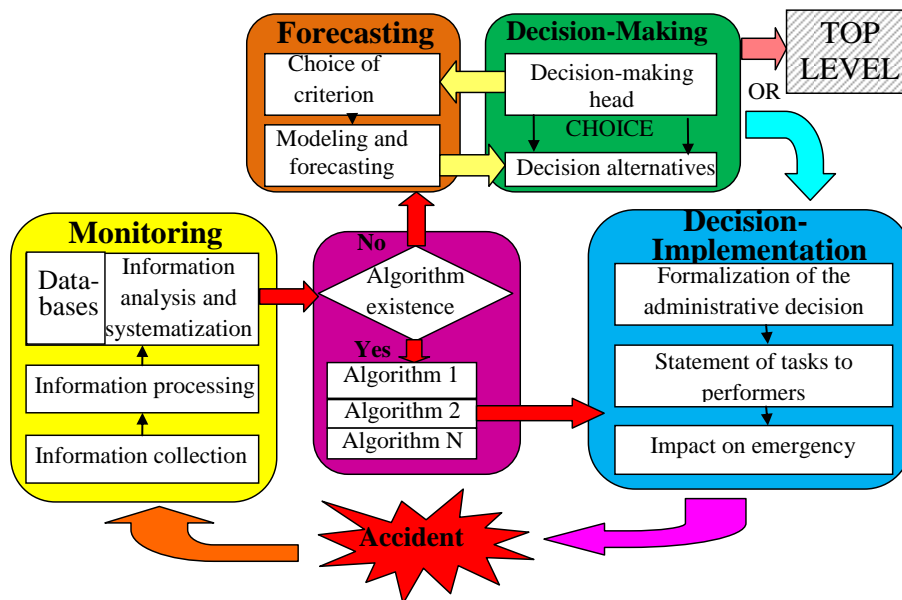 Forecasting
Choice of
criterion
Modeling and
forecasting
Decision-Making
Decision-making
head
CHOICE
Decision alternatives
TOP
LEVEL
OR
Monitoring
Data-
bases
Information
analysis and
systematization
Information processing
Information collection
No
Algorithm
existence
Yes
Algorithm 1
Algorithm 2
Algorithm N
Decision-
Implementation
Formalization of the
administrative decision
Statement of tasks to
performers
Impact on emergency
Accident